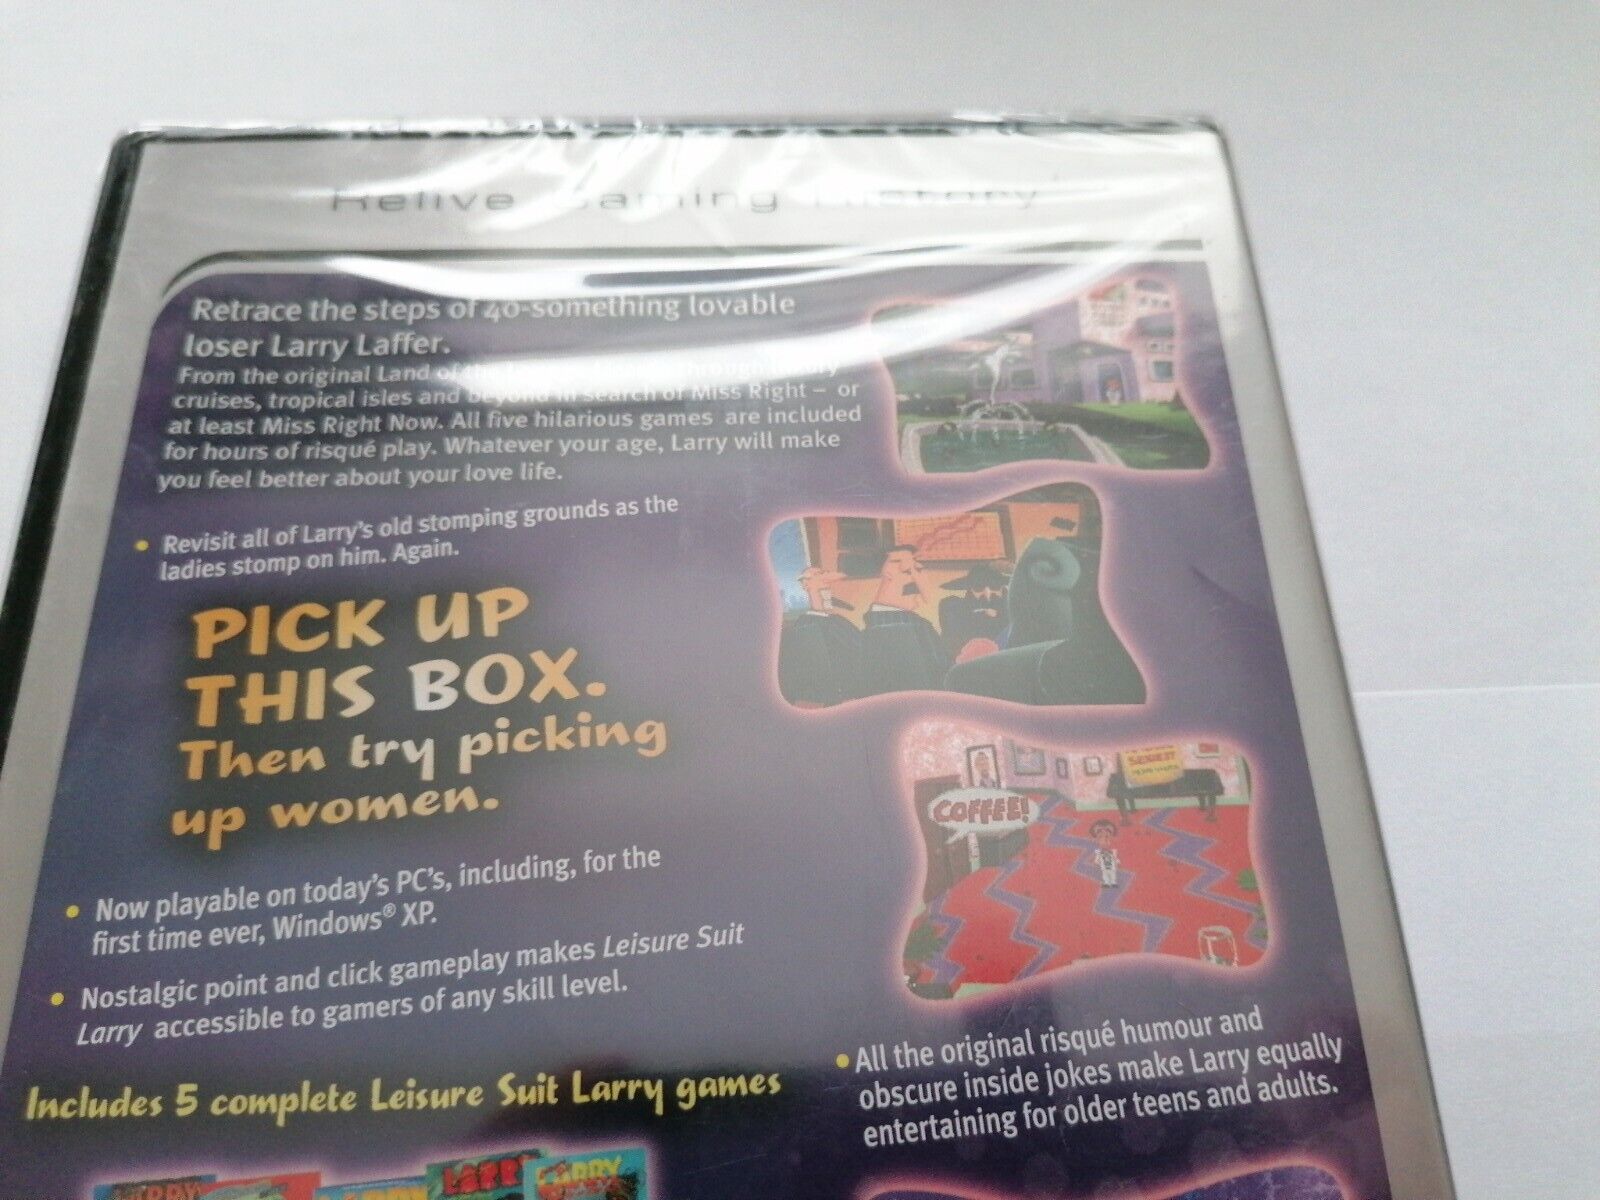 Relive Gaming History
Retrace the steps of 40-something lovable
loser Larry Laffer.
From the original Land of the through
cruises, tropical isles and beyond in search of Miss Right – or
at least Miss Right Now. All five hilarious games are included
for hours of risqué play. Whatever your age, Larry will make
you feel better about your love life.
• Revisit all of Larry's old stomping grounds as the
ladies stomp on him. Again.
PICK UP
THIS BOX.
Then try picking
up women.
• Now playable on today's PC's, including, for the
first time ever, Windows® XP.
• Nostalgic point and click gameplay makes Leisure Suit
Larry accessible to gamers of any skill level.
Includes 5 complete Leisure Suit Larry games
COFFEE!
• All the original risqué humour and
obscure inside jokes make Larry equally
entertaining for older teens and adults.
LARRY
LARRY
LARRY
LARRY